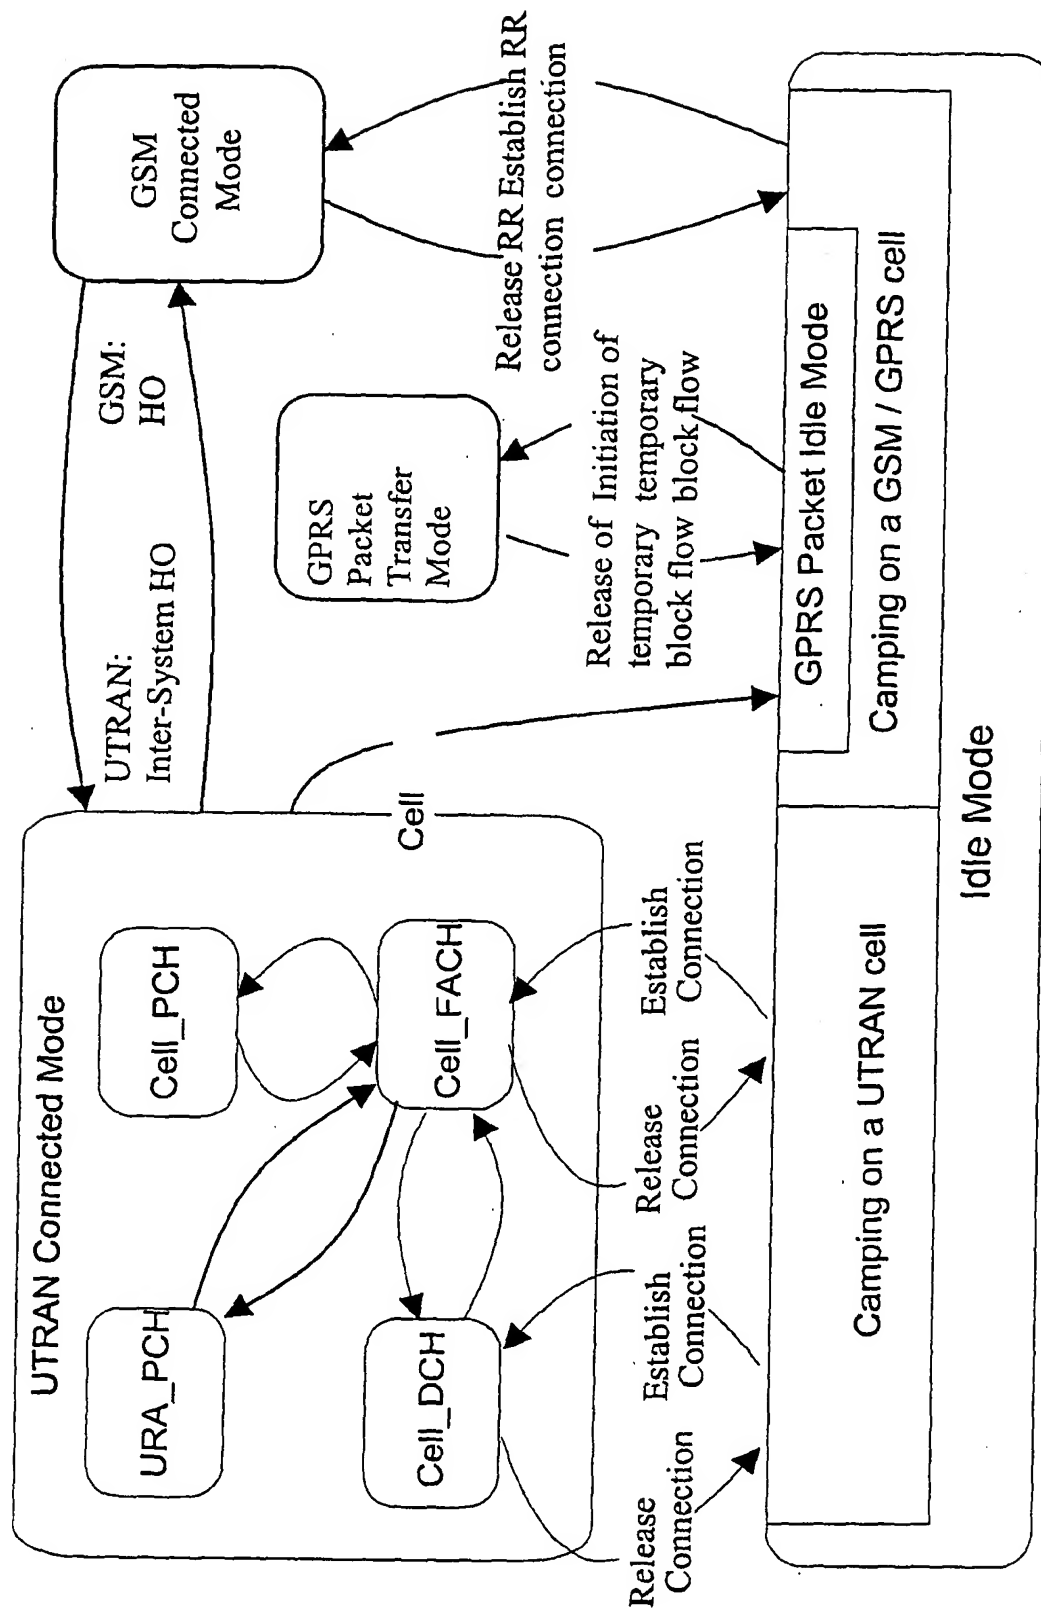 UTRAN Connected Mode
URA_PCH
Cell_PCH
Cell_DCH
Cell_FACH
UTRAN:
Inter-System HO
GSM:
HO
GSM
Connected
Mode
GPRS
Packet
Transfer
Mode
Cell
Release
Connection
Establish
Connection
Release
Connection
Establish
Connection
Release of Initiation of
temporary temporary
block flow block flow
Release RR Establish RR
connection connection
GPRS Packet Idle Mode
Camping on a UTRAN cell
Camping on a GSM / GPRS cell
Idle Mode